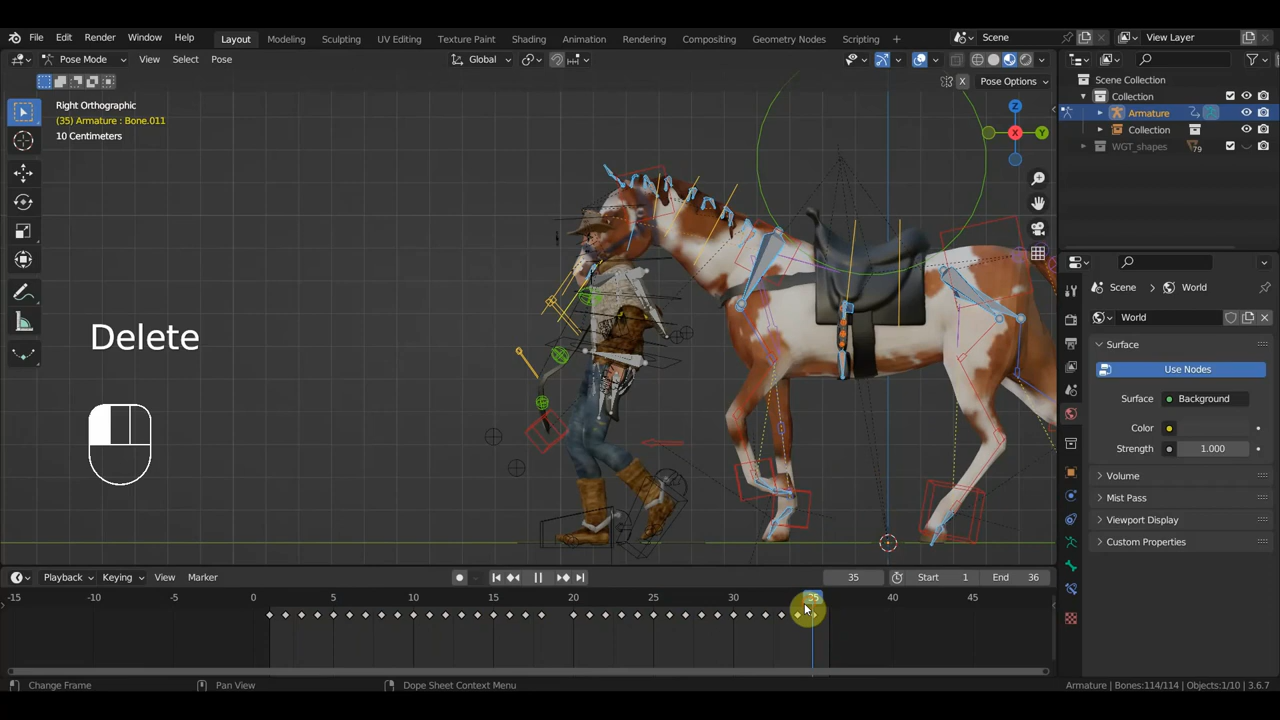 File Edit Render Window Help Layout Modeling Sculpting UV Editing Texture Paint Shading Animation Rendering Compositing Geometry Nodes Scripting + Scene View Layer
Pose Mode View Select Pose Global
X Pose Options
Right Orthographic
(35) Armature : Bone.011
10 Centimeters
Z
X
Y
Delete
Scene Collection
Collection
Armature
Collection
WGT_shapes 79
Scene > World
World
Surface
Use Nodes
Surface Background
Color
Strength 1.000
Volume
Mist Pass
Viewport Display
Custom Properties
Playback Keying View Marker 35 Start 1 End 36
-15 -10 -5 0 5 10 15 20 25 30 35 40 45
Change Frame Pan View Dope Sheet Context Menu Armature | Bones:114/114 | Objects:1/10 | 3.6.7